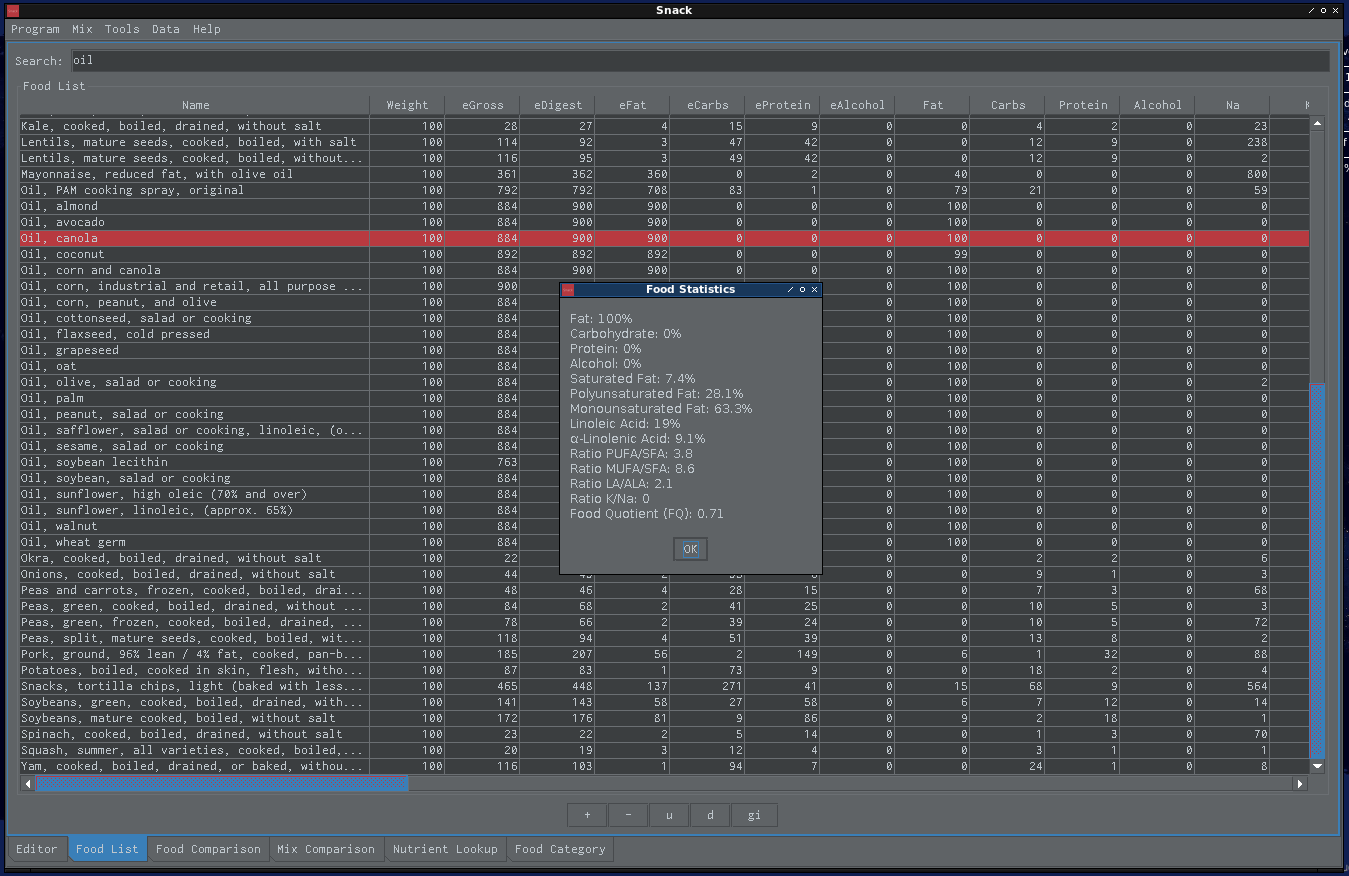 Snack
Program Mix Tools Data Help
Search: oil
Food List
Name Weight eGross eDigest eFat eCarbs eProtein eAlcohol Fat Carbs Protein Alcohol Na
Kale, cooked, boiled, drained, without salt 100 28 27 4 15 9 0 0 4 2 0 23
Lentils, mature seeds, cooked, boiled, with salt 100 114 92 3 47 42 0 0 12 9 0 238
Lentils, mature seeds, cooked, boiled, without... 100 116 95 3 49 42 0 0 12 9 0 2
Mayonnaise, reduced fat, with olive oil 100 361 362 360 0 2 0 40 0 0 0 800
Oil, PAM cooking spray, original 100 792 792 708 83 1 0 79 21 0 0 59
Oil, almond 100 884 900 900 0 0 0 100 0 0 0 0
Oil, avocado 100 884 900 900 0 0 0 100 0 0 0 0
Oil, canola 100 884 900 900 0 0 0 100 0 0 0 0
Oil, coconut 100 892 892 892 0 0 0 99 0 0 0 0
Oil, corn and canola 100 884 900 900 0 0 0 100 0 0 0 0
Oil, corn, industrial and retail, all purpose ... 100 900 0 100 0 0 0 0
Oil, corn, peanut, and olive 100 884 0 100 0 0 0 0
Oil, cottonseed, salad or cooking 100 884 0 100 0 0 0 0
Oil, flaxseed, cold pressed 100 884 0 100 0 0 0 0
Oil, grapeseed 100 884 0 100 0 0 0 0
Oil, oat 100 884 0 100 0 0 0 0
Oil, olive, salad or cooking 100 884 0 100 0 0 0 2
Oil, palm 100 884 0 100 0 0 0 0
Oil, peanut, salad or cooking 100 884 0 100 0 0 0 0
Oil, safflower, salad or cooking, linoleic, (o... 100 884 0 100 0 0 0 0
Oil, sesame, salad or cooking 100 884 0 100 0 0 0 0
Oil, soybean lecithin 100 763 0 100 0 0 0 0
Oil, soybean, salad or cooking 100 884 0 100 0 0 0 0
Oil, sunflower, high oleic (70% and over) 100 884 0 100 0 0 0 0
Oil, sunflower, linoleic, (approx. 65%) 100 884 0 100 0 0 0 0
Oil, walnut 100 884 0 100 0 0 0 0
Oil, wheat germ 100 884 0 100 0 0 0 0
Okra, cooked, boiled, drained, without salt 100 22 0 0 2 2 0 6
Onions, cooked, boiled, drained, without salt 100 44 0 0 9 1 0 3
Peas and carrots, frozen, cooked, boiled, drai... 100 48 46 4 28 15 0 0 7 3 0 68
Peas, green, cooked, boiled, drained, without ... 100 84 68 2 41 25 0 0 10 5 0 3
Peas, green, frozen, cooked, boiled, drained, ... 100 78 66 2 39 24 0 0 10 5 0 72
Peas, split, mature seeds, cooked, boiled, wit... 100 118 94 4 51 39 0 0 13 8 0 2
Pork, ground, 96% lean / 4% fat, cooked, pan-b... 100 185 207 56 2 149 0 6 1 32 0 88
Potatoes, boiled, cooked in skin, flesh, witho... 100 87 83 1 73 9 0 0 18 2 0 4
Snacks, tortilla chips, light (baked with less... 100 465 448 137 271 41 0 15 68 9 0 564
Soybeans, green, cooked, boiled, drained, with... 100 141 143 58 27 58 0 6 7 12 0 14
Soybeans, mature cooked, boiled, without salt 100 172 176 81 9 86 0 9 2 18 0 1
Spinach, cooked, boiled, drained, without salt 100 23 22 2 5 14 0 0 1 3 0 70
Squash, summer, all varieties, cooked, boiled,... 100 20 19 3 12 4 0 0 3 1 0 1
Yam, cooked, boiled, drained, or baked, withou... 100 116 103 1 94 7 0 0 24 1 0 8
Food Statistics
Fat: 100%
Carbohydrate: 0%
Protein: 0%
Alcohol: 0%
Saturated Fat: 7.4%
Polyunsaturated Fat: 28.1%
Monounsaturated Fat: 63.3%
Linoleic Acid: 19%
α-Linolenic Acid: 9.1%
Ratio PUFA/SFA: 3.8
Ratio MUFA/SFA: 8.6
Ratio LA/ALA: 2.1
Ratio K/Na: 0
Food Quotient (FQ): 0.71
OK
+ - u d gi
Editor Food List Food Comparison Mix Comparison Nutrient Lookup Food Category